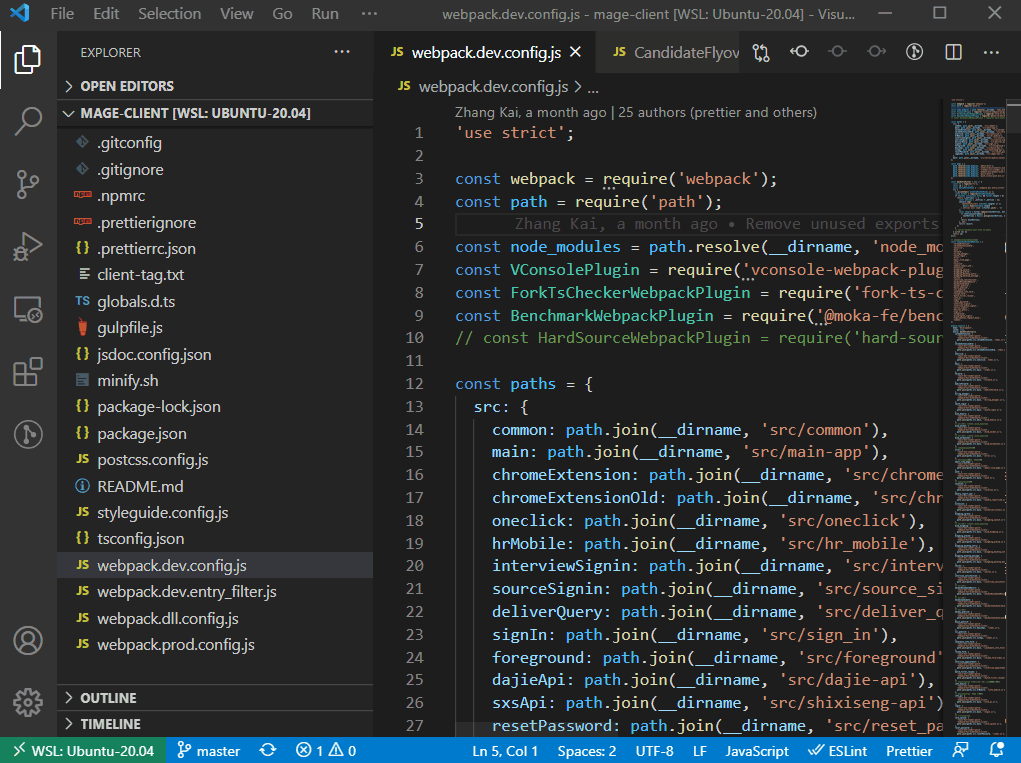 File Edit Selection View Go Run ··· webpack.dev.config.js - mage-client [WSL: Ubuntu-20.04] - Visu...
EXPLORER ···
OPEN EDITORS
MAGE-CLIENT [WSL: UBUNTU-20.04]
.gitconfig
.gitignore
npm .npmrc
npm .prettierignore
{} .prettierrc.json
client-tag.txt
TS globals.d.ts
gulpfile.js
{} jsdoc.config.json
minify.sh
{} package-lock.json
{} package.json
JS postcss.config.js
README.md
JS styleguide.config.js
{} tsconfig.json
JS webpack.dev.config.js
JS webpack.dev.entry_filter.js
JS webpack.dll.config.js
JS webpack.prod.config.js
OUTLINE
TIMELINE
JS webpack.dev.config.js × JS CandidateFlyov
JS webpack.dev.config.js > ...
Zhang Kai, a month ago | 25 authors (prettier and others)
1 'use strict';
2
3 const webpack = require('webpack');
4 const path = require('path');
5 Zhang Kai, a month ago • Remove unused exports
6 const node_modules = path.resolve(__dirname, 'node_mo
7 const VConsolePlugin = require('vconsole-webpack-plug
8 const ForkTsCheckerWebpackPlugin = require('fork-ts-c
9 const BenchmarkWebpackPlugin = require('@moka-fe/benc
10 // const HardSourceWebpackPlugin = require('hard-sour
11
12 const paths = {
13 src: {
14 common: path.join(__dirname, 'src/common'),
15 main: path.join(__dirname, 'src/main-app'),
16 chromeExtension: path.join(__dirname, 'src/chrome
17 chromeExtensionOld: path.join(__dirname, 'src/chr
18 oneclick: path.join(__dirname, 'src/oneclick'),
19 hrMobile: path.join(__dirname, 'src/hr_mobile'),
20 interviewSignin: path.join(__dirname, 'src/interv
21 sourceSignin: path.join(__dirname, 'src/source_si
22 deliverQuery: path.join(__dirname, 'src/deliver_q
23 signIn: path.join(__dirname, 'src/sign_in'),
24 foreground: path.join(__dirname, 'src/foreground'
25 dajieApi: path.join(__dirname, 'src/dajie-api'),
26 sxsApi: path.join(__dirname, 'src/shixiseng-api')
27 resetPassword: path.join(__dirname, 'src/reset_pa
WSL: Ubuntu-20.04 master 1 0 Ln 5, Col 1 Spaces: 2 UTF-8 LF JavaScript ESLint Prettier